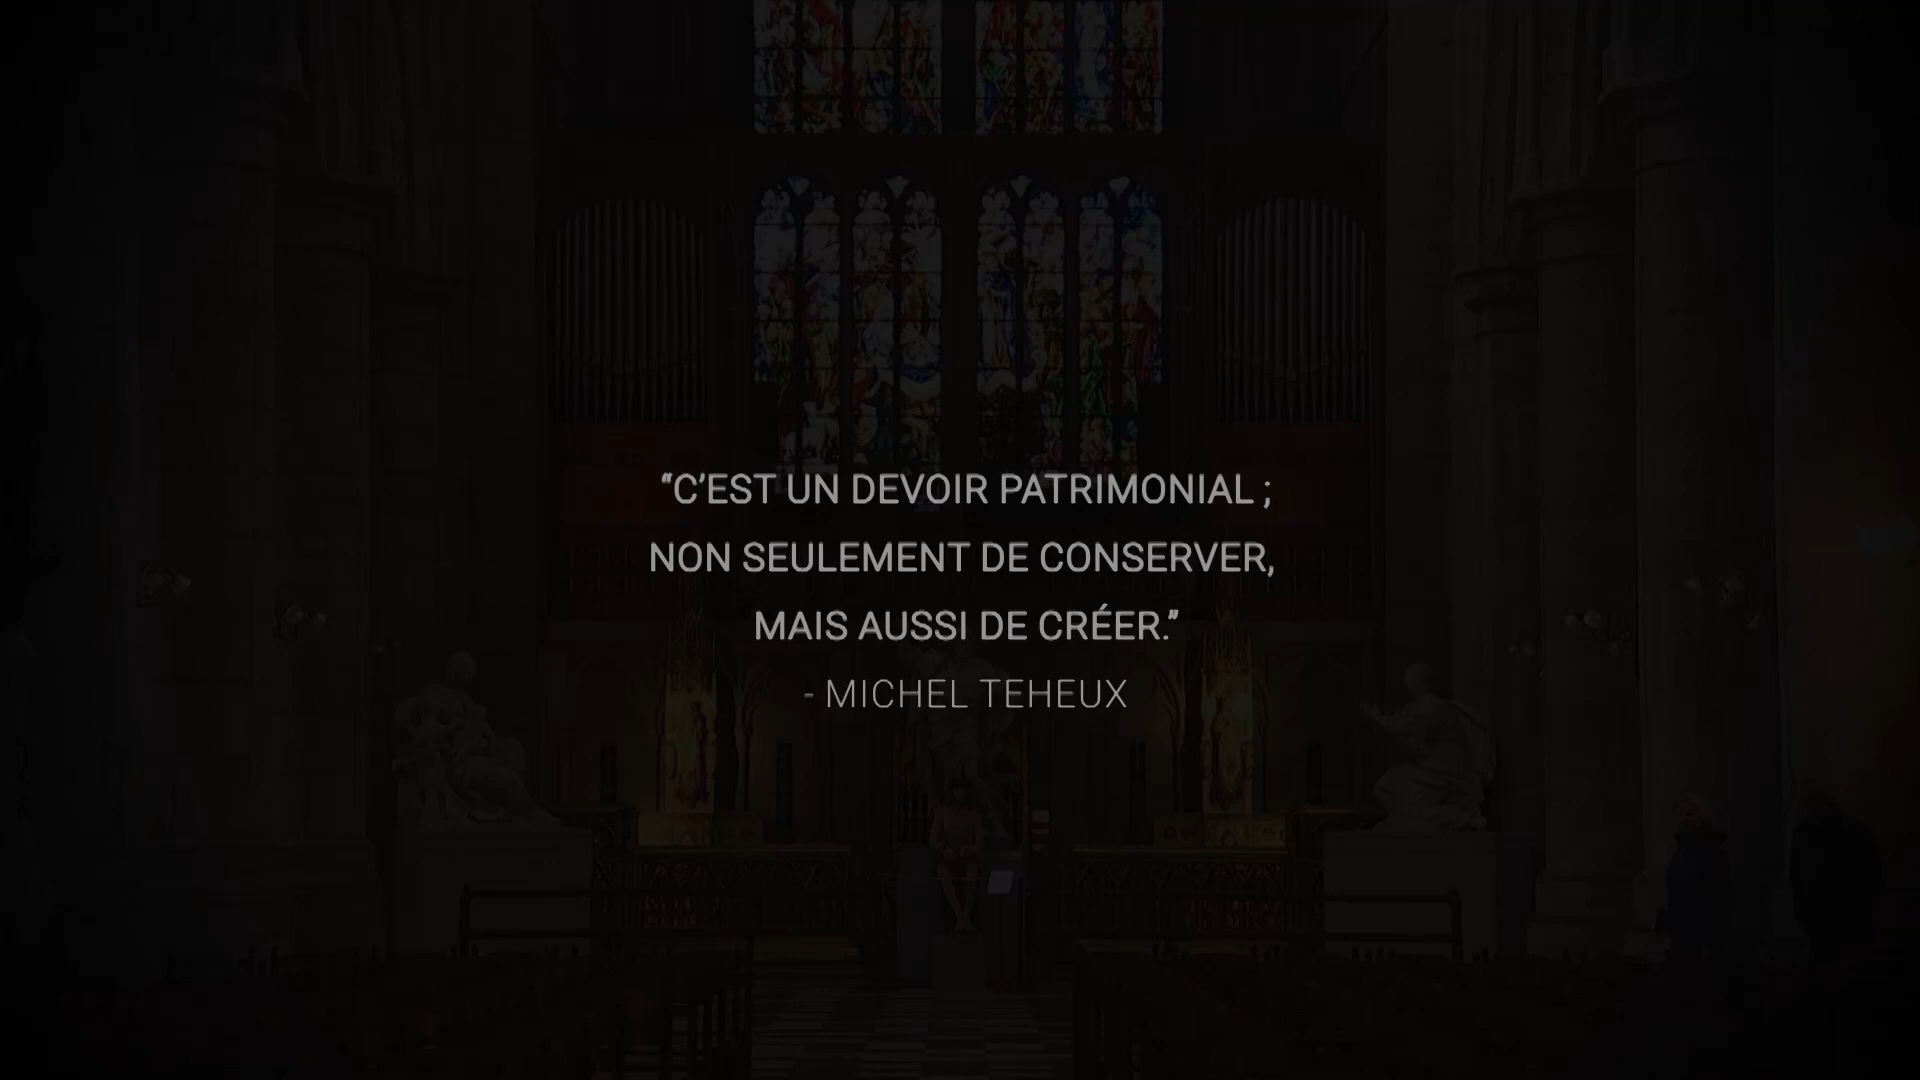 “C’EST UN DEVOIR PATRIMONIAL ;
NON SEULEMENT DE CONSERVER,
MAIS AUSSI DE CRÉER.”
- MICHEL TEHEUX